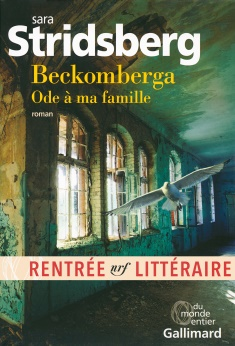 sara
Stridsberg
Beckomberga
Ode à ma famille
roman
RENTRÉE nrf LITTÉRAIRE
du
monde
entier
Gallimard